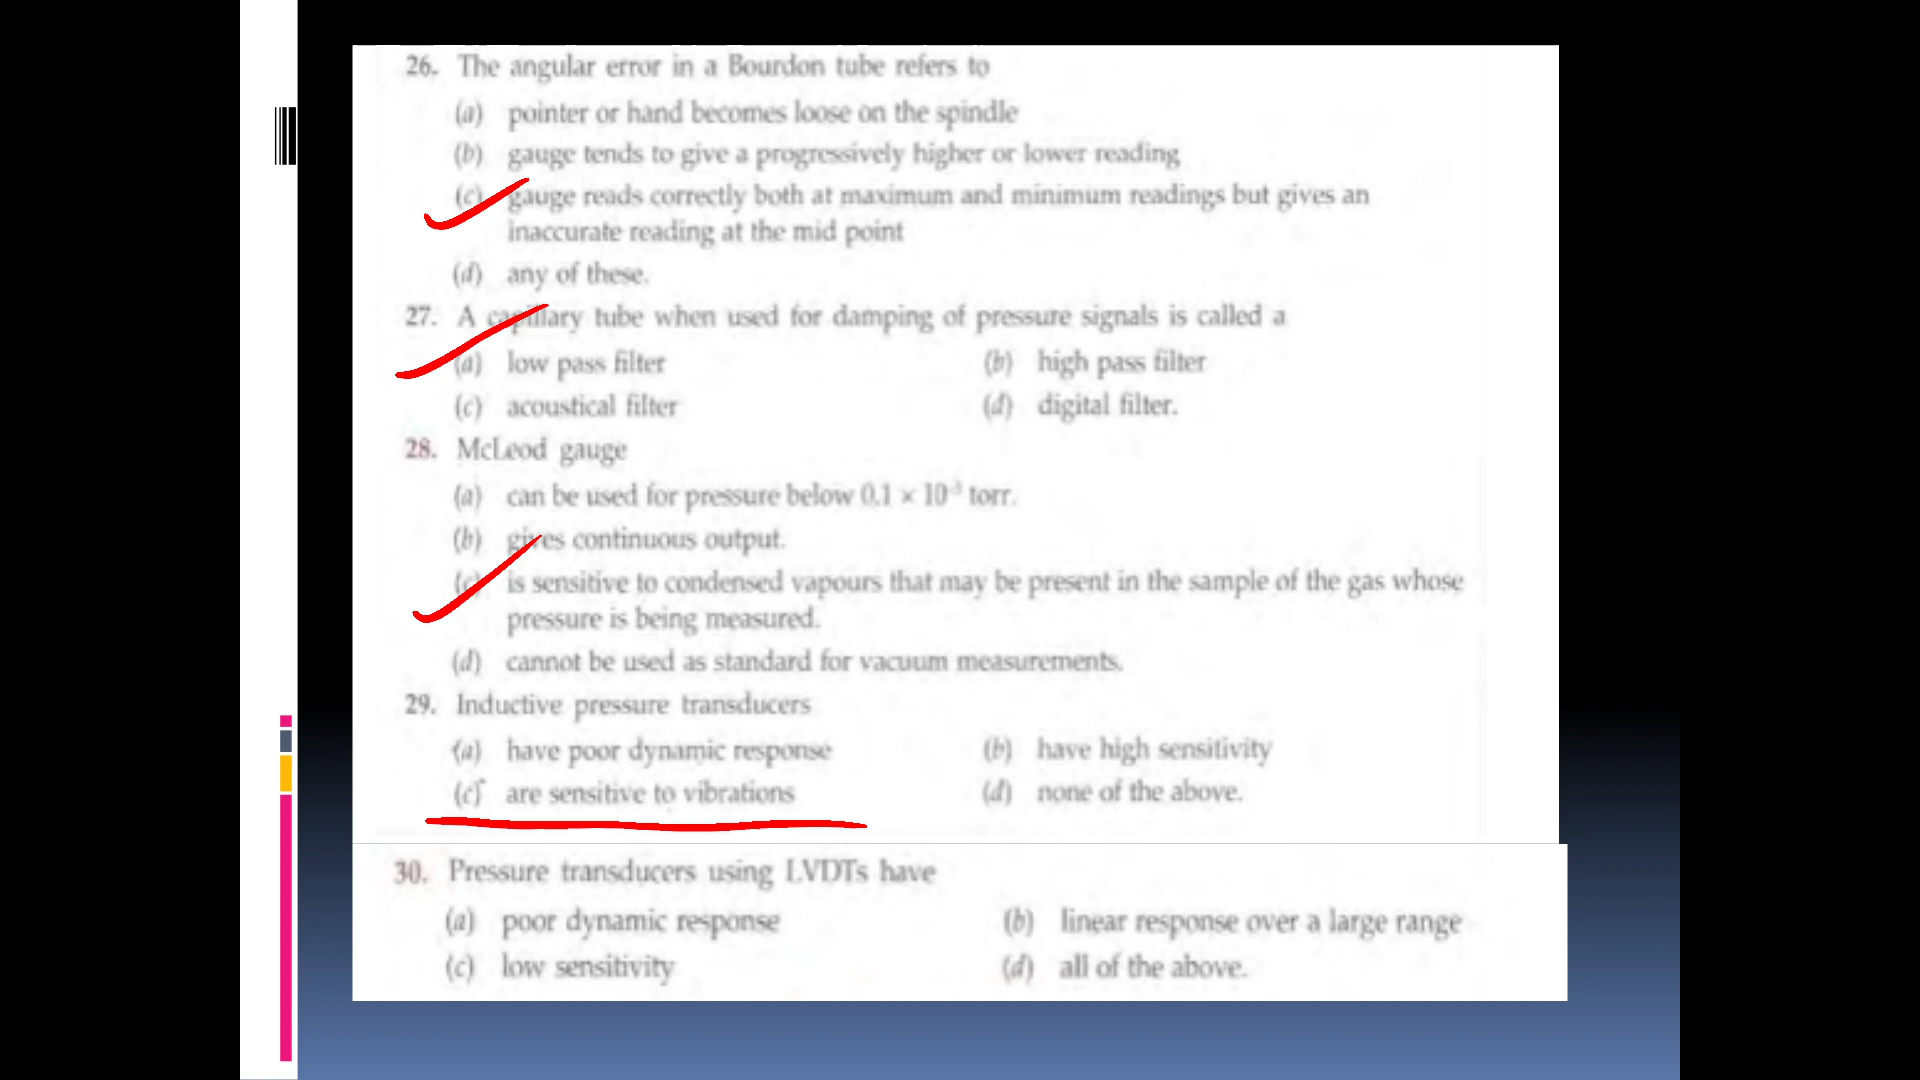 26. The angular error in a Bourdon tube refers to
(a) pointer or hand becomes loose on the spindle
(b) gauge tends to give a progressively higher or lower reading
(c) gauge reads correctly both at maximum and minimum readings but gives an
inaccurate reading at the mid point
(d) any of these.
27. A capillary tube when used for damping of pressure signals is called a
(a) low pass filter (b) high pass filter
(c) acoustical filter (d) digital filter.
28. McLeod gauge
(a) can be used for pressure below 0.1 × 10⁻³ torr.
(b) gives continuous output.
(c) is sensitive to condensed vapours that may be present in the sample of the gas whose
pressure is being measured.
(d) cannot be used as standard for vacuum measurements.
29. Inductive pressure transducers
(a) have poor dynamic response (b) have high sensitivity
(c) are sensitive to vibrations (d) none of the above.
30. Pressure transducers using LVDTs have
(a) poor dynamic response (b) linear response over a large range
(c) low sensitivity (d) all of the above.